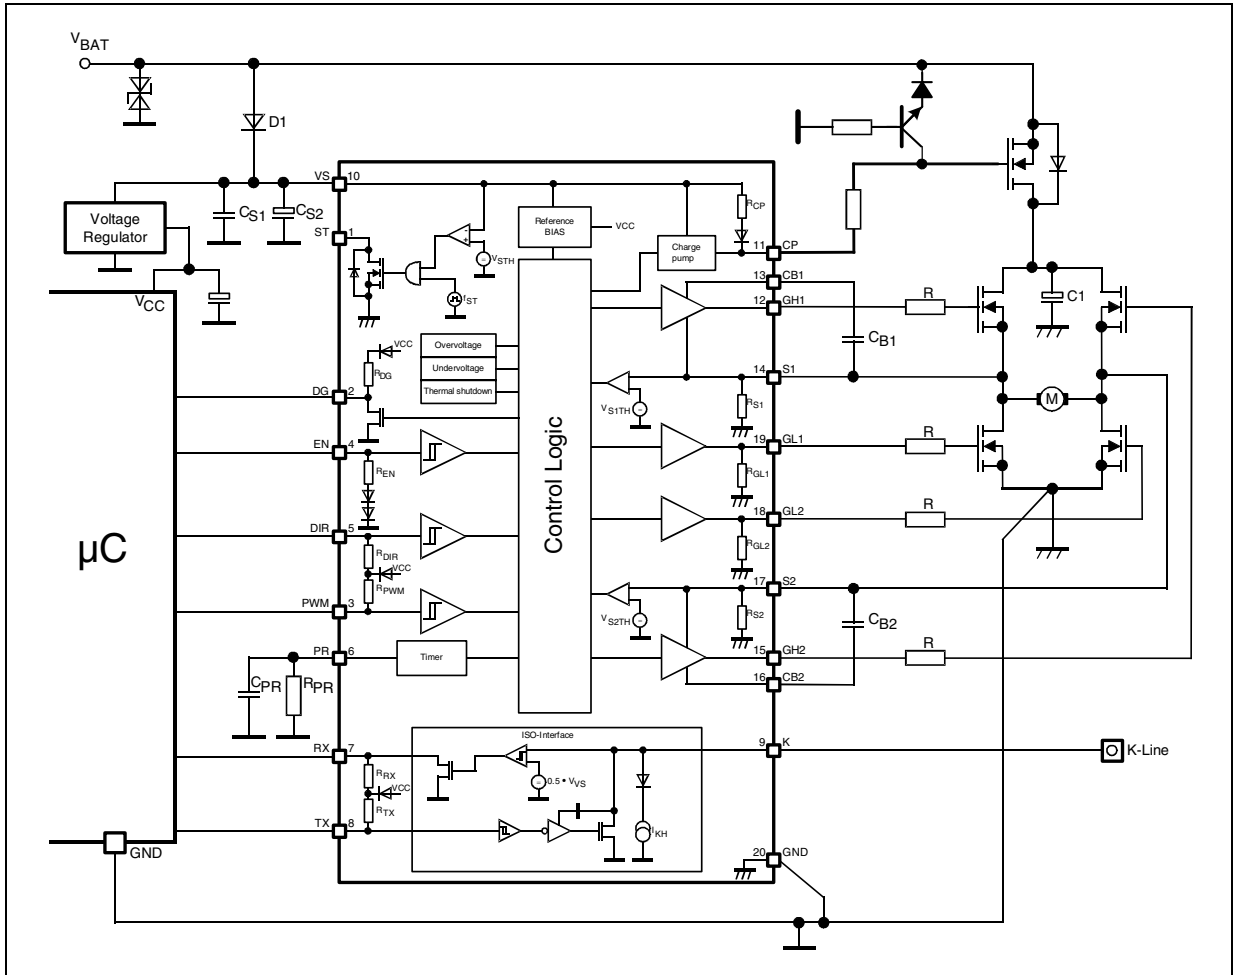 VBAT
D1
VS 10
Voltage
Regulator
CS1
CS2
ST 1
VCC
RCP
Reference
BIAS
VCC
Charge
pump
11 CP
VSTH
fST
13 CB1
12 GH1
R
C1
CB1
VCC
RDG
Overvoltage
Undervoltage
Thermal shutdown
14 S1
VS1TH
RS1
M
DG 2
EN 4
REN
Control Logic
19 GL1
R
RGL1
µC
DIR 5
RDIR
VCC
RPWM
18 GL2
R
RGL2
PWM 3
17 S2
VS2TH
RS2
CB2
PR 6
Timer
15 GH2
R
16 CB2
CPR
RPR
ISO-Interface
RX 7
9 K
K-Line
RRX
VCC
RTX
0.5 • VVS
TX 8
IKH
GND
20 GND